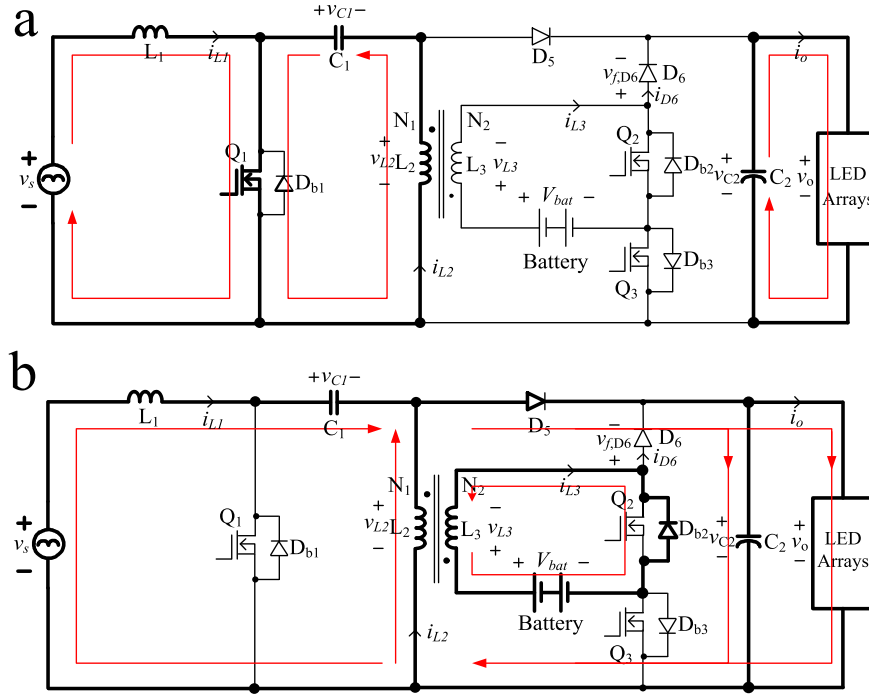 a
+ vC1 −
L1
iL1
C1
D5
io
− vf,D6 +
D6
iD6
N1
N2
iL3
Q1
Db1
+ vL2 −
L2
L3
− vL3 +
Q2
Db2
+ vs −
+ vC2 −
C2
+ vo −
LED Arrays
+ Vbat −
Battery
Q3
Db3
iL2
b
+ vC1 −
L1
iL1
C1
D5
io
− vf,D6 +
D6
iD6
N1
N2
iL3
Q1
Db1
+ vL2 −
L2
L3
− vL3 +
Q2
Db2
+ vs −
+ vC2 −
C2
+ vo −
LED
Arrays
+ Vbat −
Battery
Q3
Db3
iL2